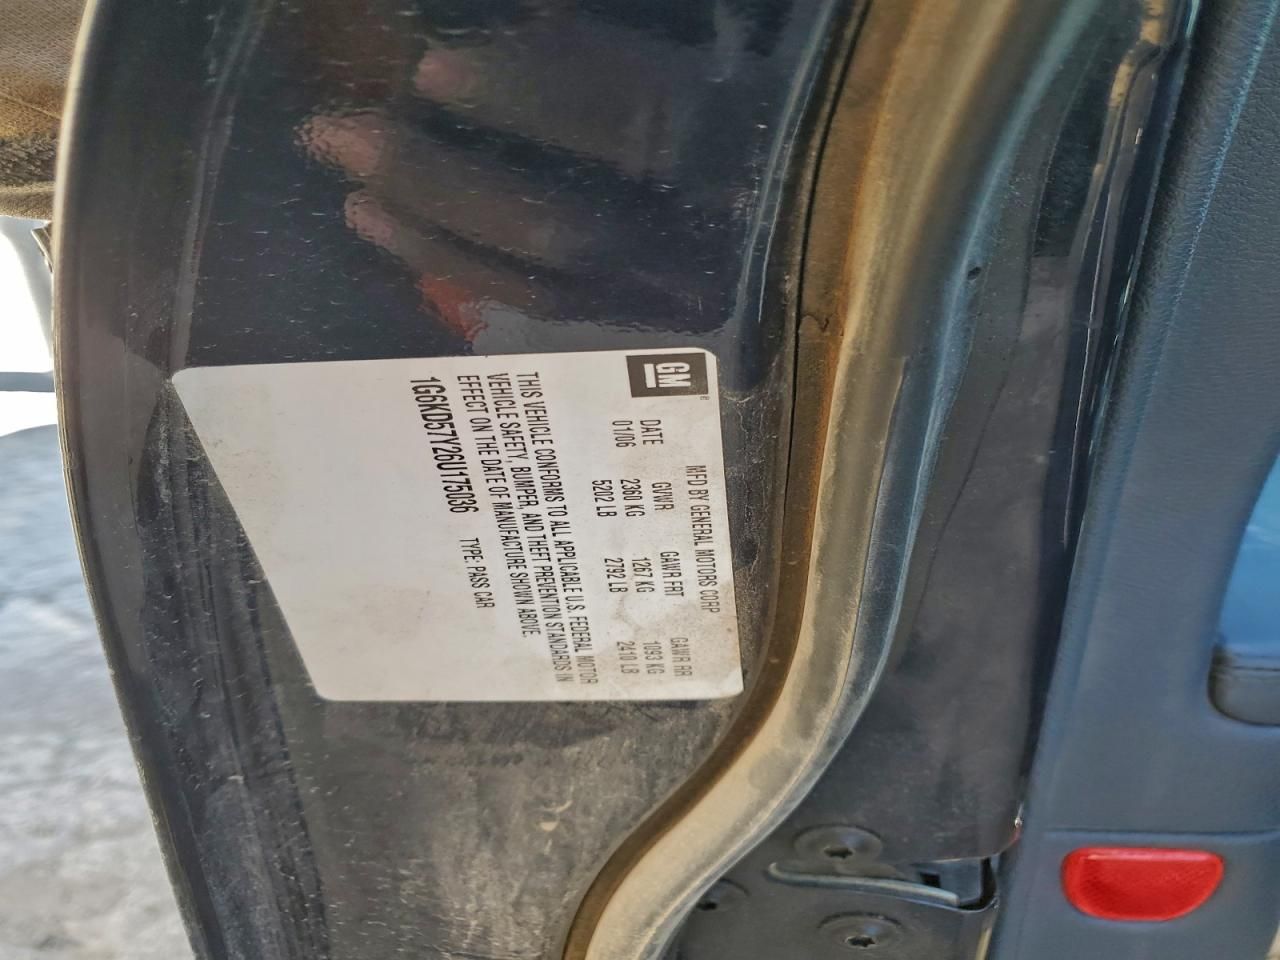 GM
MFD BY GENERAL MOTORS CORP
DATE GVWR GAWR FRT GAWR RR
01/06 2360 KG 1267 KG 1093 KG
5202 LB 2792 LB 2410 LB
THIS VEHICLE CONFORMS TO ALL APPLICABLE U.S. FEDERAL MOTOR
VEHICLE SAFETY, BUMPER, AND THEFT PREVENTION STANDARDS IN
EFFECT ON THE DATE OF MANUFACTURE SHOWN ABOVE.
1G6KD57Y26U175036 TYPE: PASS CAR